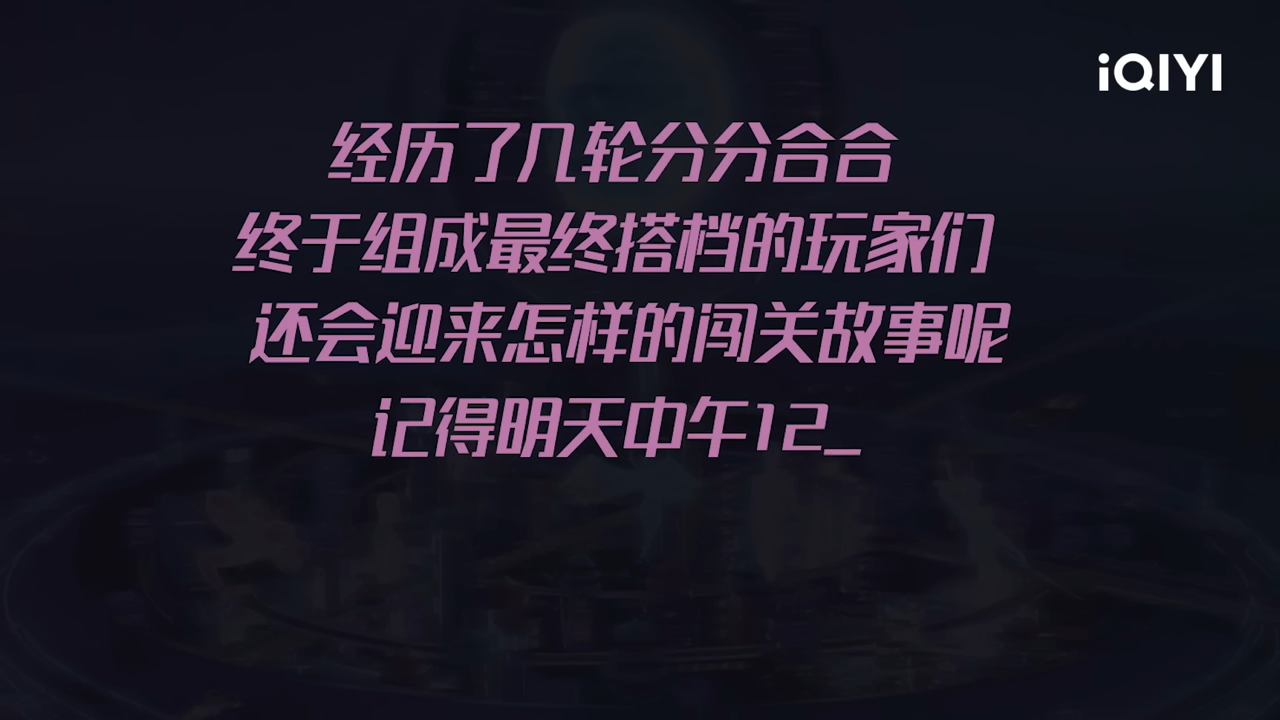 iQIYI
经历了几轮分分合合
终于组成最终搭档的玩家们
还会迎来怎样的闯关故事呢
记得明天中午12_